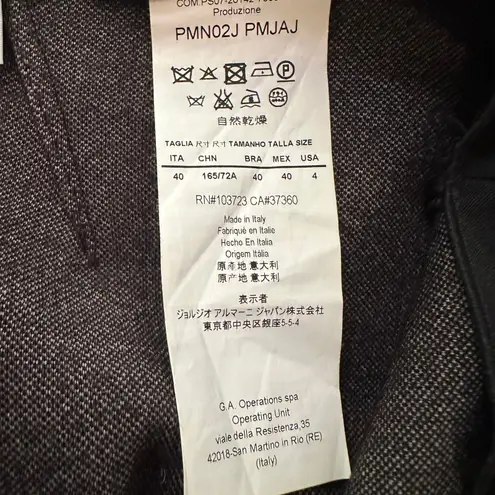 Produzione
PMN02J PMJAJ
自然乾燥
TAGLIA 尺寸 尺寸 TAMANHO TALLA SIZE
ITA CHN BRA MEX USA
40 165/72A 40 40 4
RN#103723 CA#37360
Made in Italy
Fabriqué en Italie
Hecho En Italia
Origem Itália
原產地 意大利
原产地 意大利
表示者
ジョルジオ アルマーニ ジャパン株式会社
東京都中央区銀座5-5-4
G.A. Operations spa
Operating Unit
viale della Resistenza,35
42018-San Martino in Rio (RE)
(Italy)